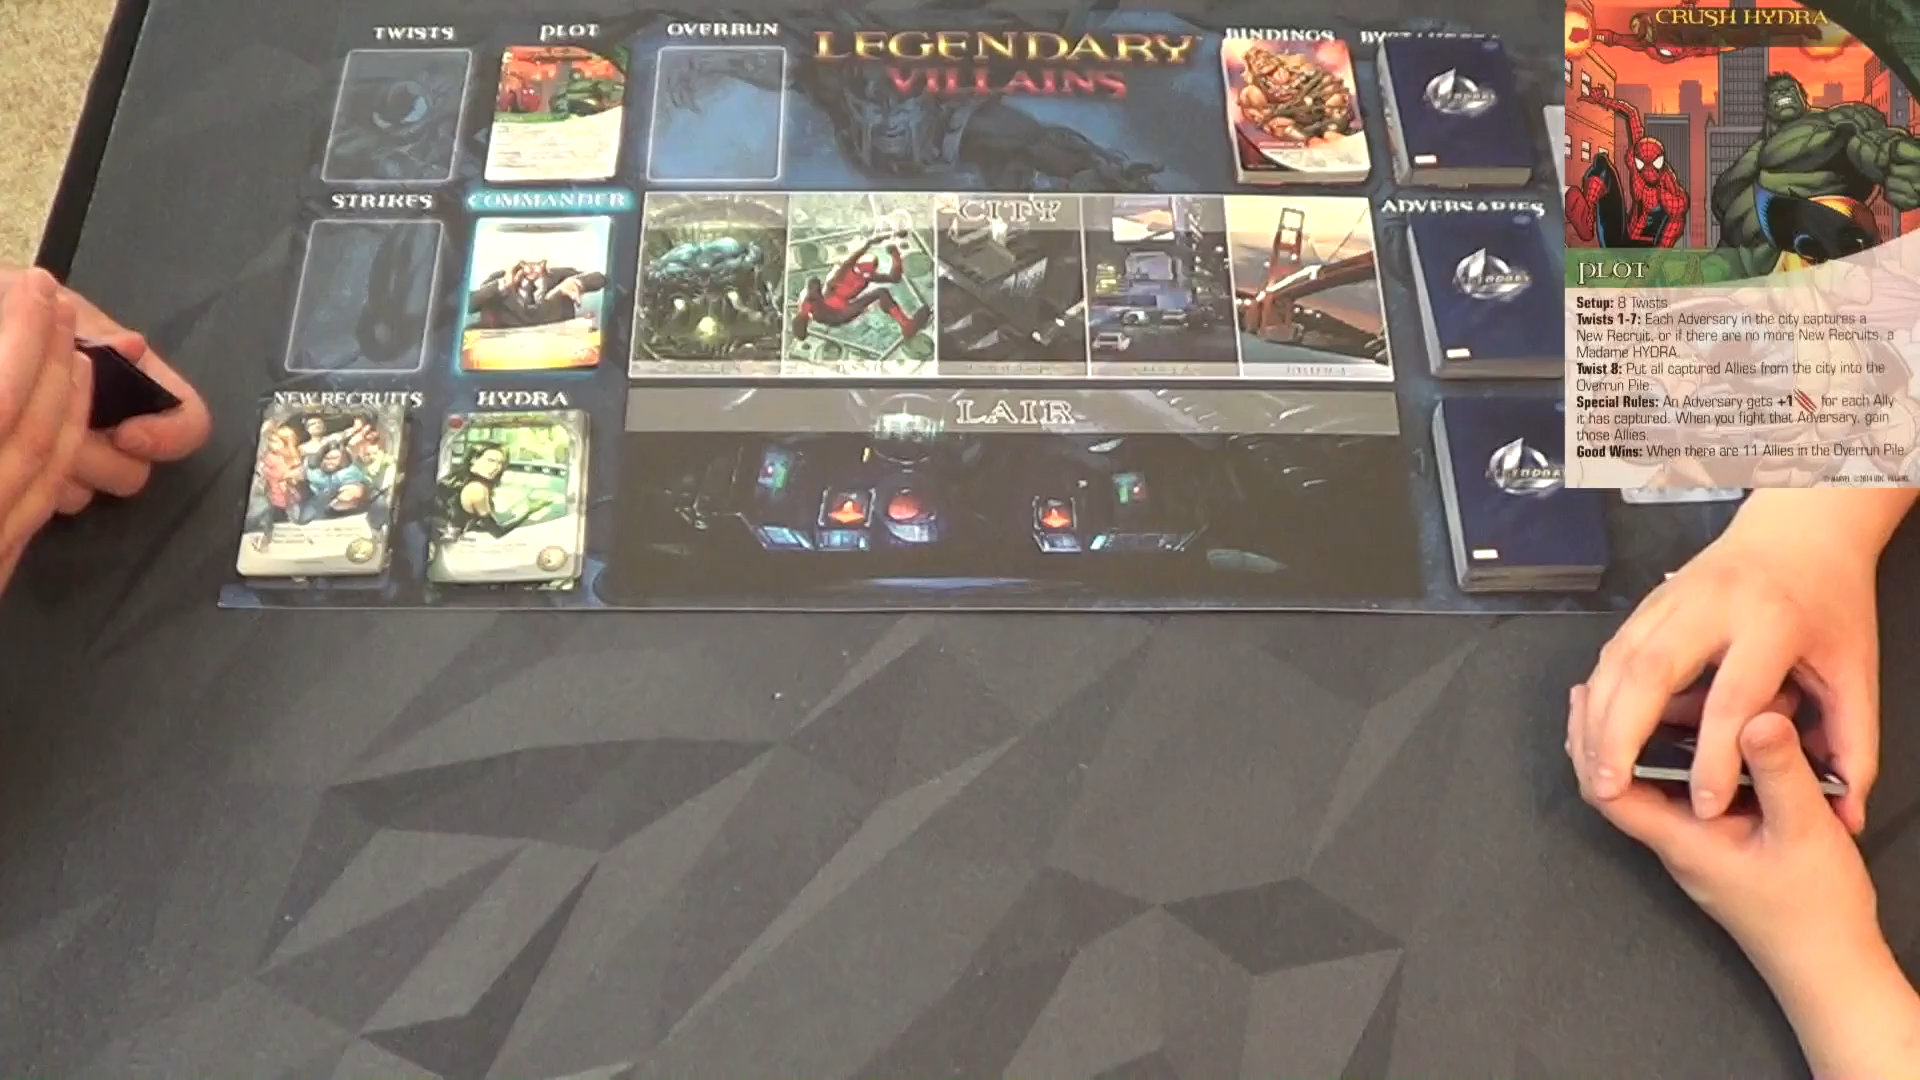 TWISTS
PLOT
OVERRUN
LEGENDARY
VILLAINS
BINDINGS
STRIKES
COMMANDER
CITY
ADVERSARIES
NEW RECRUITS
HYDRA
LAIR
CRUSH HYDRA
PLOT
Setup: 8 Twists
Twists 1-7: Each Adversary in the city captures a
New Recruit, or if there are no more New Recruits, a
Madame HYDRA.
Twist 8: Put all captured Allies from the city into the
Overrun Pile.
Special Rules: An Adversary gets +1 for each Ally
it has captured. When you fight that Adversary, gain
those Allies.
Good Wins: When there are 11 Allies in the Overrun Pile.